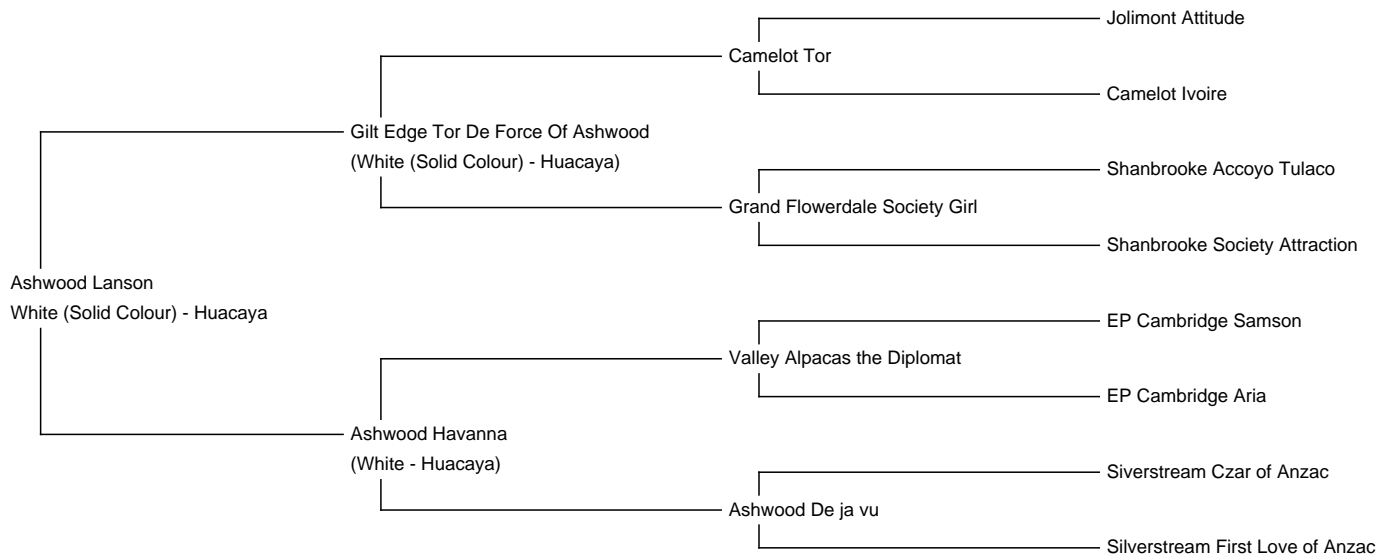 Jolimont Attitude
Camelot Tor
Camelot Ivoire
Gilt Edge Tor De Force Of Ashwood
(White (Solid Colour) - Huacaya)
Shanbrooke Accoyo Tulaco
Grand Flowerdale Society Girl
Shanbrooke Society Attraction
Ashwood Lanson
White (Solid Colour) - Huacaya
EP Cambridge Samson
Valley Alpacas the Diplomat
EP Cambridge Aria
Ashwood Havanna
(White - Huacaya)
Siverstream Czar of Anzac
Ashwood De ja vu
Silverstream First Love of Anzac